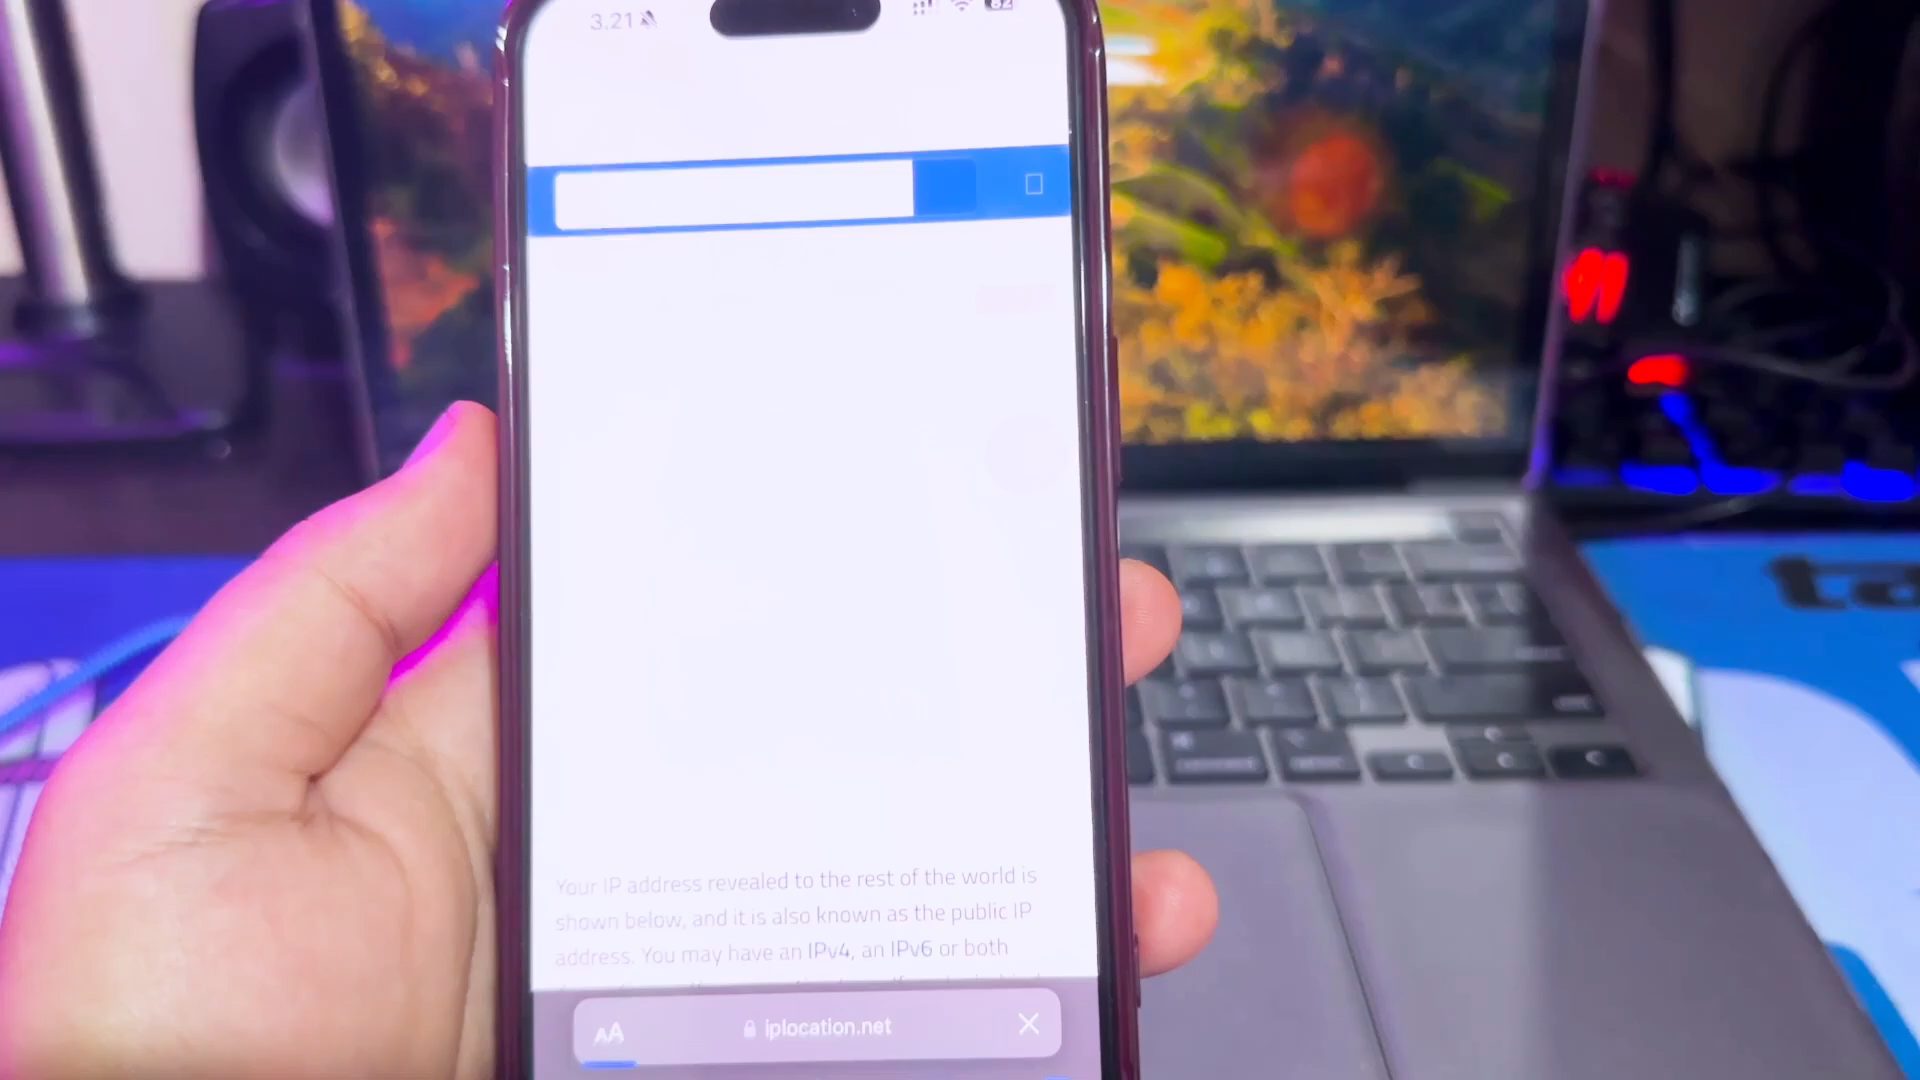 3.21
82
Your IP address revealed to the rest of the world is
shown below, and it is also known as the public IP
address. You may have an IPv4, an IPv6 or both
AA
iplocation.net